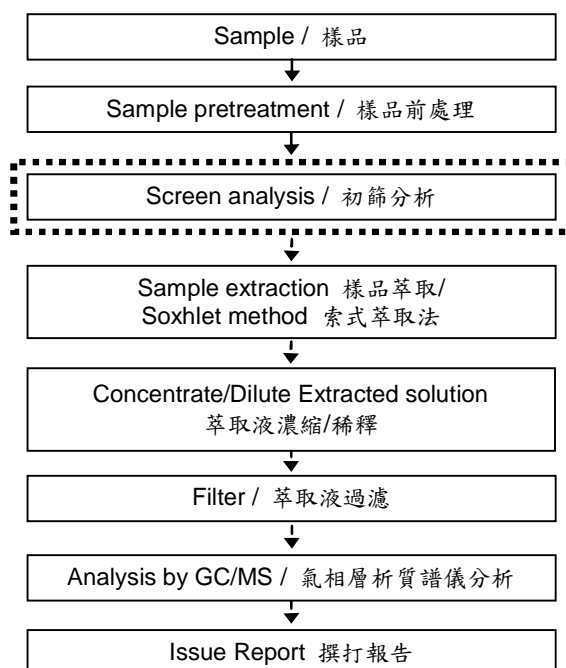 Sample / 樣品
Sample pretreatment / 樣品前處理
Screen analysis / 初篩分析
Sample extraction 樣品萃取/
Soxhlet method 索式萃取法
Concentrate/Dilute Extracted solution
萃取液濃縮/稀釋
Filter / 萃取液過濾
Analysis by GC/MS / 氣相層析質譜儀分析
Issue Report 撰打報告